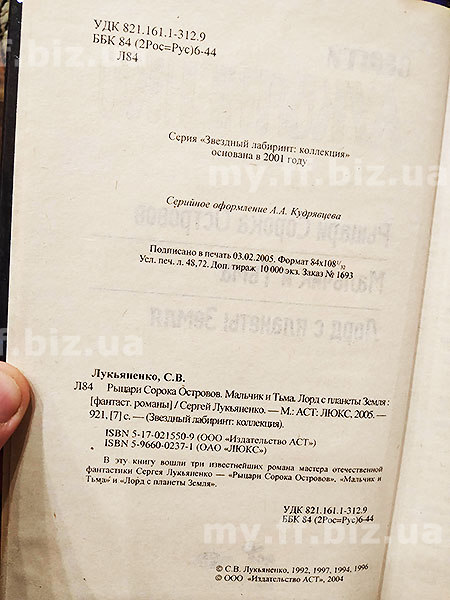 УДК 821.161.1-312.9
ББК 84 (2Рос=Рус)6-44
Л84
Серия «Звездный лабиринт: коллекция»
основана в 2001 году
Серийное оформление А.А. Кудрявцева
Подписано в печать 03.02.2005. Формат 84x108 1/32
Усл. печ. л. 48,72. Доп. тираж 10 000 экз. Заказ № 1693
Лукьяненко, С.В.
Л84 Рыцари Сорока Островов. Мальчик и Тьма. Лорд с планеты Земля :
[фантаст. романы] / Сергей Лукьяненко. — М.: АСТ: ЛЮКС, 2005. —
921, [7] с. — (Звездный лабиринт: коллекция).
ISBN 5-17-021550-9 (ООО «Издательство АСТ»)
ISBN 5-9660-0237-1 (ОАО «ЛЮКС»)
В эту книгу вошли три известнейших романа мастера отечественной
фантастики Сергея Лукьяненко — «Рыцари Сорока Островов», «Мальчик и
Тьма» и «Лорд с планеты Земля».
УДК 821.161.1-312.9
ББК 84 (2Рос=Рус)6-44
© С.В. Лукьяненко, 1992, 1997, 1994, 1996
© ООО «Издательство АСТ», 2004
my.ff.biz.ua
my.ff.biz.ua